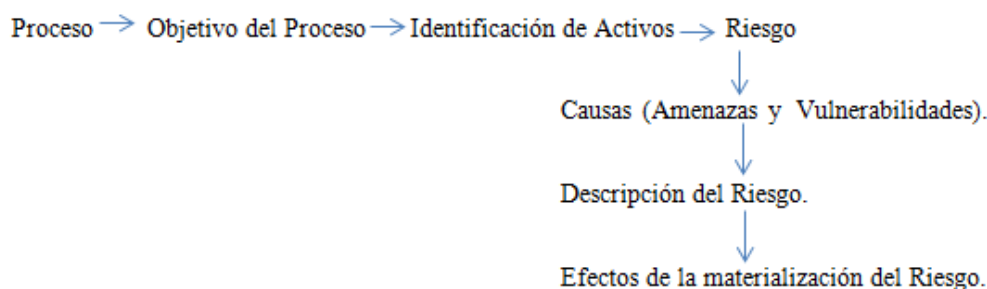 Proceso Objetivo del Proceso Identificación de Activos Riesgo
Causas (Amenazas y Vulnerabilidades).
Descripción del Riesgo.
Efectos de la materialización del Riesgo.